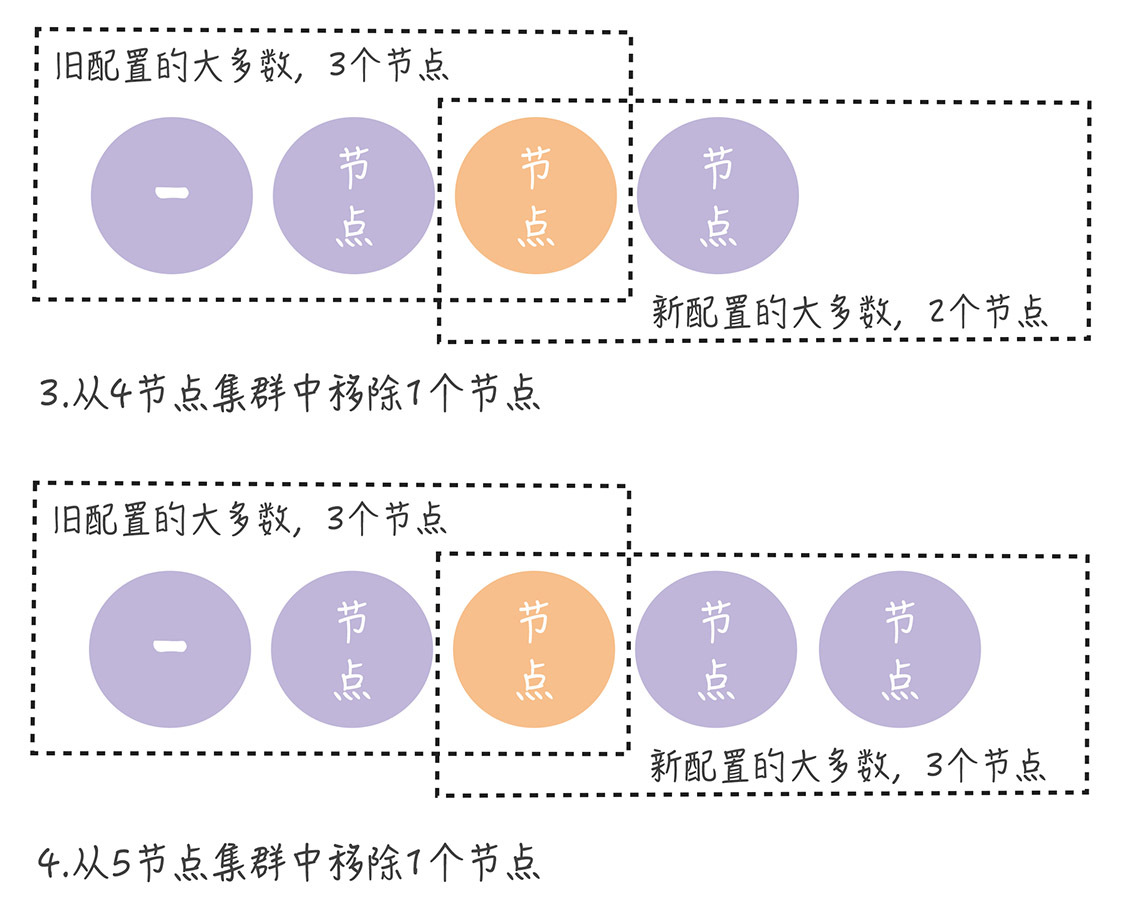 旧配置的大多数，3个节点
一
节点
节点
节点
新配置的大多数，2个节点
3.从4节点集群中移除1个节点
旧配置的大多数，3个节点
一
节点
节点
节点
节点
新配置的大多数，3个节点
4.从5节点集群中移除1个节点